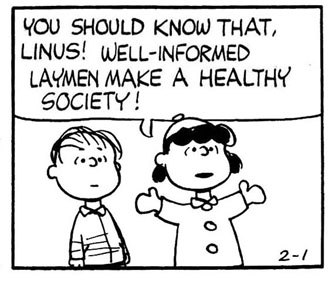 YOU SHOULD KNOW THAT,
LINUS! WELL-INFORMED
LAYMEN MAKE A HEALTHY
SOCIETY!
2-1